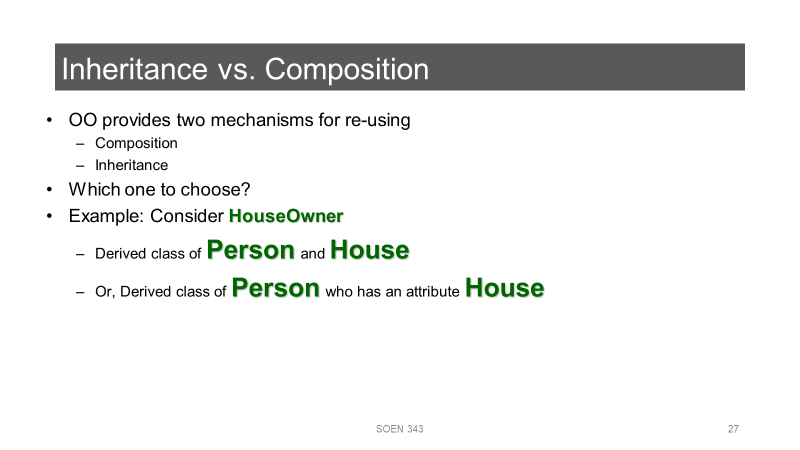 Inheritance vs. Composition
• OO provides two mechanisms for re-using
– Composition
– Inheritance
• Which one to choose?
• Example: Consider HouseOwner
– Derived class of Person and House
– Or, Derived class of Person who has an attribute House
SOEN 343
27